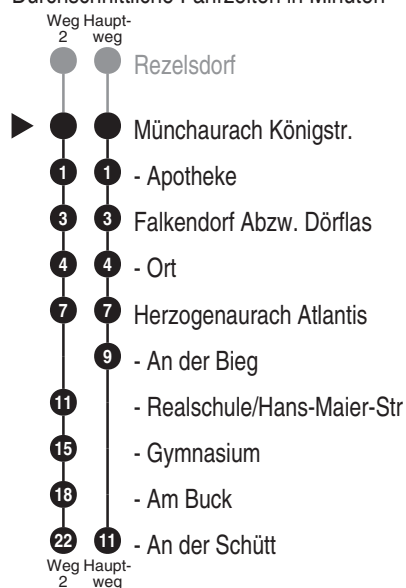 Durchschnittliche Fahrzeiten in Minuten
Weg Haupt-
2 weg
Rezelsdorf
Münchaurach Königstr.
1 1 - Apotheke
3 3 Falkendorf Abzw. Dörflas
4 4 - Ort
7 7 Herzogenaurach Atlantis
9 - An der Bieg
11 - Realschule/Hans-Maier-Str
15 - Gymnasium
18 - Am Buck
22 11 - An der Schütt
Weg Haupt-
2 weg